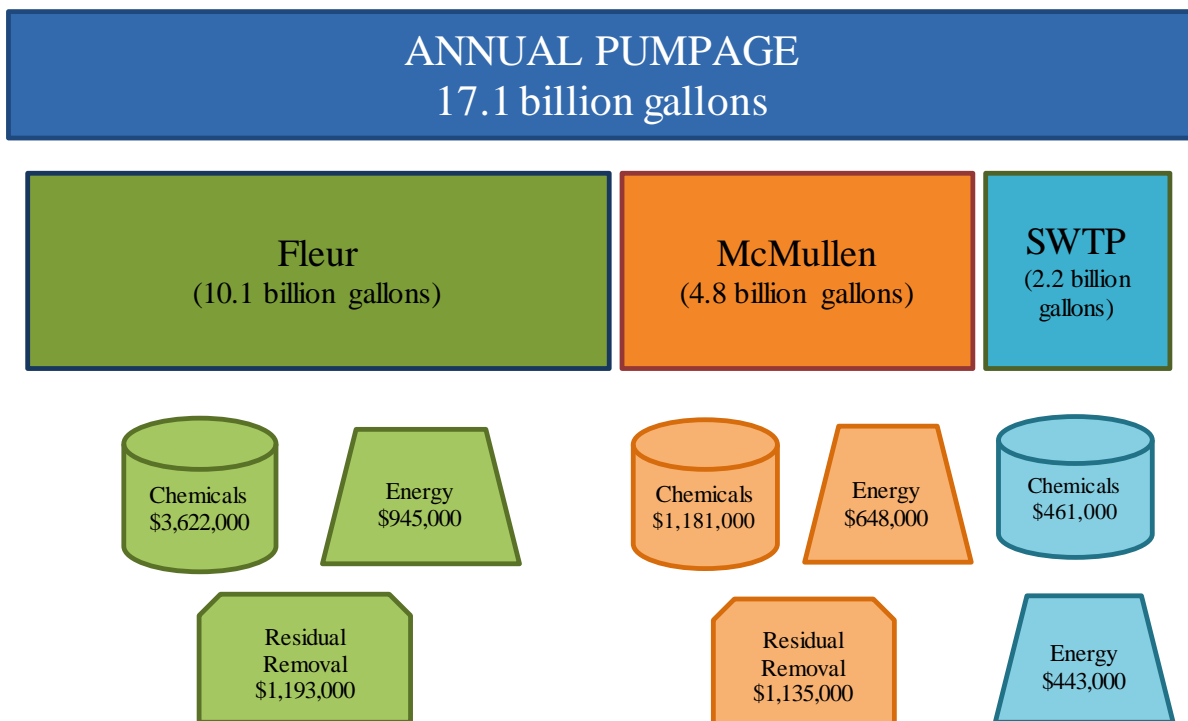 ANNUAL PUMPAGE
17.1 billion gallons
Fleur
(10.1 billion gallons)
McMullen
(4.8 billion gallons)
SWTP
(2.2 billion
gallons)
Chemicals
$3,622,000
Energy
$945,000
Residual
Removal
$1,193,000
Chemicals
$1,181,000
Energy
$648,000
Residual
Removal
$1,135,000
Chemicals
$461,000
Energy
$443,000